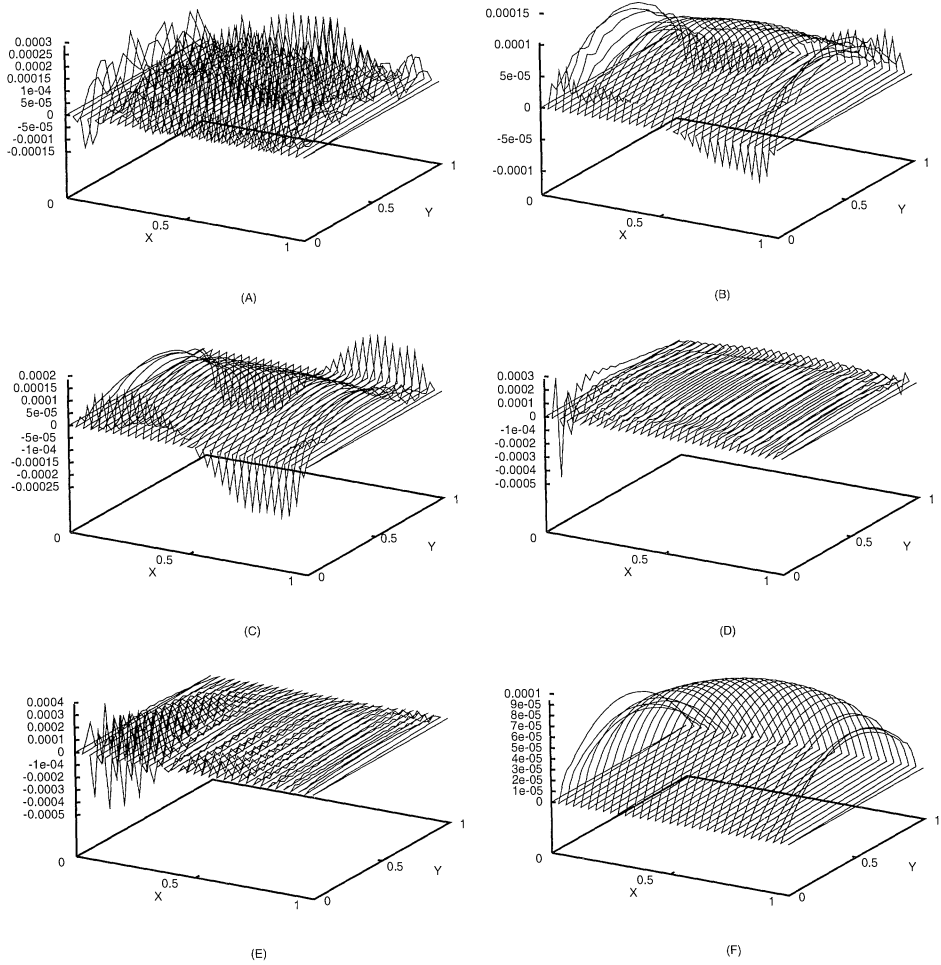 0.0003
0.00025
0.0002
0.00015
1e-04
5e-05
0
-5e-05
-0.0001
-0.00015
0
0.5
X
1
0
0.5
Y
1
(A)
0.00015
0.0001
5e-05
0
-5e-05
-0.0001
0
0.5
X
1
0
0.5
Y
1
(B)
0.0002
0.00015
0.0001
5e-05
0
-5e-05
-1e-04
-0.00015
-0.0002
-0.00025
0
0.5
X
1
0
0.5
Y
1
(C)
0.0003
0.0002
0.0001
0
-1e-04
-0.0002
-0.0003
-0.0004
-0.0005
0
0.5
X
1
0
0.5
Y
1
(D)
0.0004
0.0003
0.0002
0.0001
0
-1e-04
-0.0002
-0.0003
-0.0004
-0.0005
0
0.5
X
1
0
0.5
Y
1
(E)
0.0001
9e-05
8e-05
7e-05
6e-05
5e-05
4e-05
3e-05
2e-05
1e-05
0
0
0.5
X
1
0
0.5
Y
1
(F)